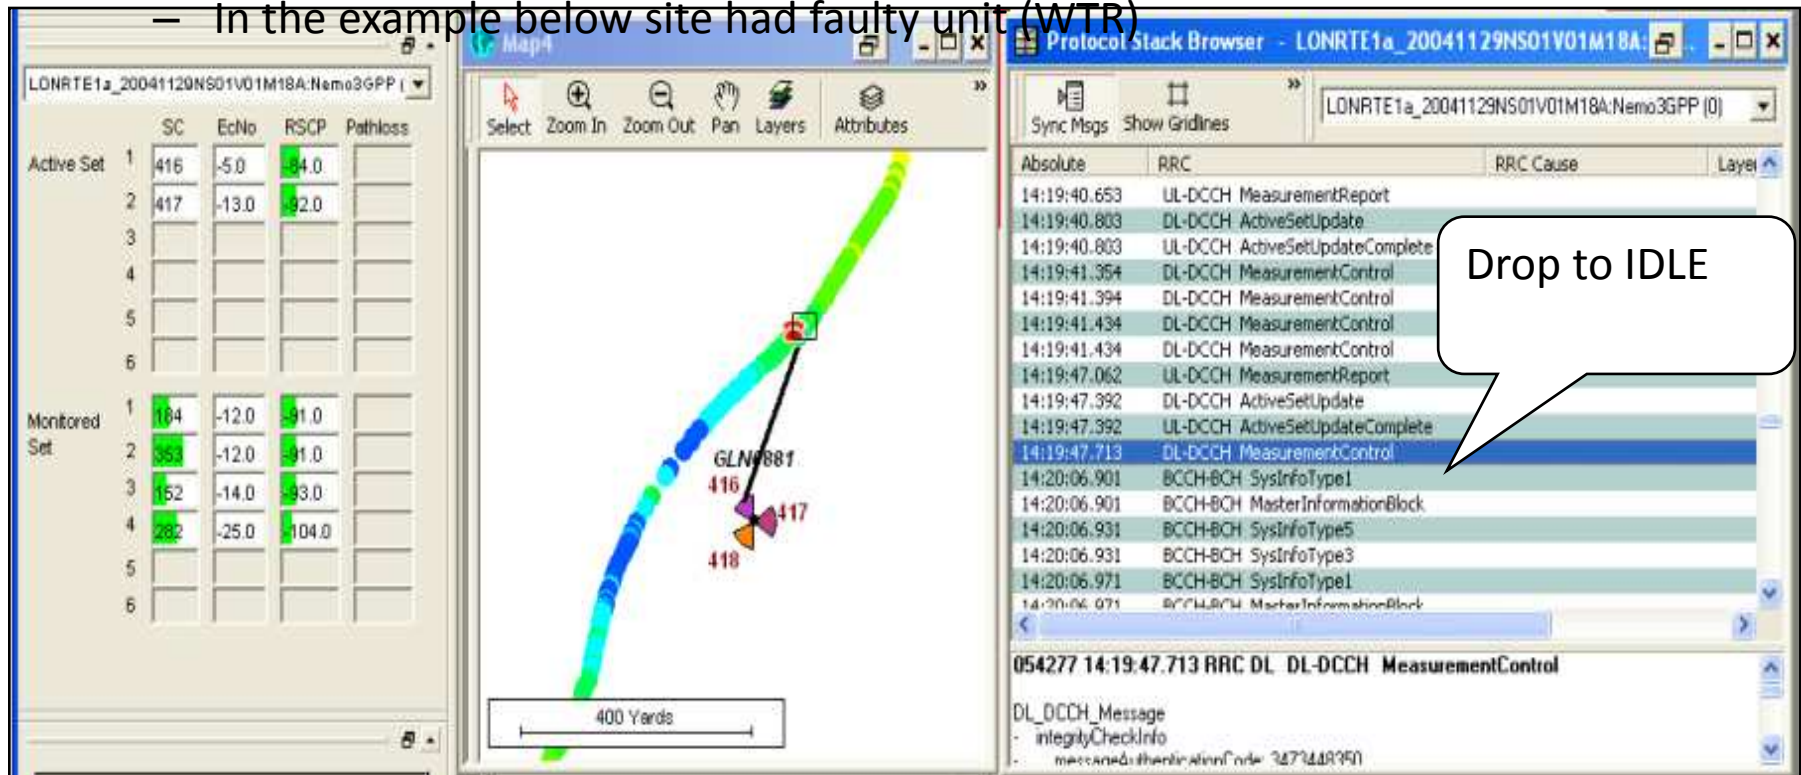 – In the example below site had faulty unit (WTR)
LONRTE1a_20041129NS01V01M18A:Nemo3GPP (
SC EcNo RSCP Pathloss
Active Set 1 416 -5.0 -84.0
2 417 -13.0 -92.0
3
4
5
6
Monitored Set 1 184 -12.0 -91.0
2 353 -12.0 -91.0
3 152 -14.0 -93.0
4 282 -25.0 -104.0
5
6
Map4
Select Zoom In Zoom Out Pan Layers Attributes
GLN0881
416
417
418
400 Yards
Protocol Stack Browser - LONRTE1a_20041129NS01V01M18A:
Sync Msgs Show Gridlines LONRTE1a_20041129NS01V01M18A:Nemo3GPP (0)
Absolute RRC RRC Cause Layer
14:19:40.653 UL-DCCH MeasurementReport
14:19:40.803 DL-DCCH ActiveSetUpdate
14:19:40.803 UL-DCCH ActiveSetUpdateComplete
14:19:41.354 DL-DCCH MeasurementControl
14:19:41.394 DL-DCCH MeasurementControl
14:19:41.434 DL-DCCH MeasurementControl
14:19:41.434 DL-DCCH MeasurementControl
14:19:47.062 UL-DCCH MeasurementReport
14:19:47.392 DL-DCCH ActiveSetUpdate
14:19:47.392 UL-DCCH ActiveSetUpdateComplete
14:19:47.713 DL-DCCH MeasurementControl
14:20:06.901 BCCH-BCH SysInfoType1
14:20:06.901 BCCH-BCH MasterInformationBlock
14:20:06.931 BCCH-BCH SysInfoType5
14:20:06.931 BCCH-BCH SysInfoType3
14:20:06.971 BCCH-BCH SysInfoType1
14:20:06.971 BCCH-BCH MasterInformationBlock
Drop to IDLE
054277 14:19:47.713 RRC DL DL-DCCH MeasurementControl
DL_DCCH_Message
- integrityCheckInfo
- messageAuthenticationCode: 3473448350